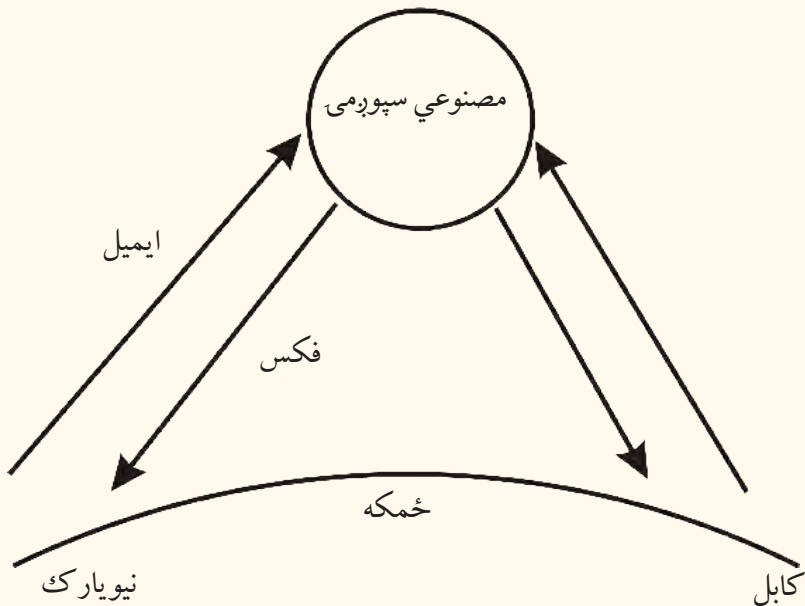 مصنوعي سپوږمۍ
ايميل
فکس
ځمکه
نيويارک
کابل